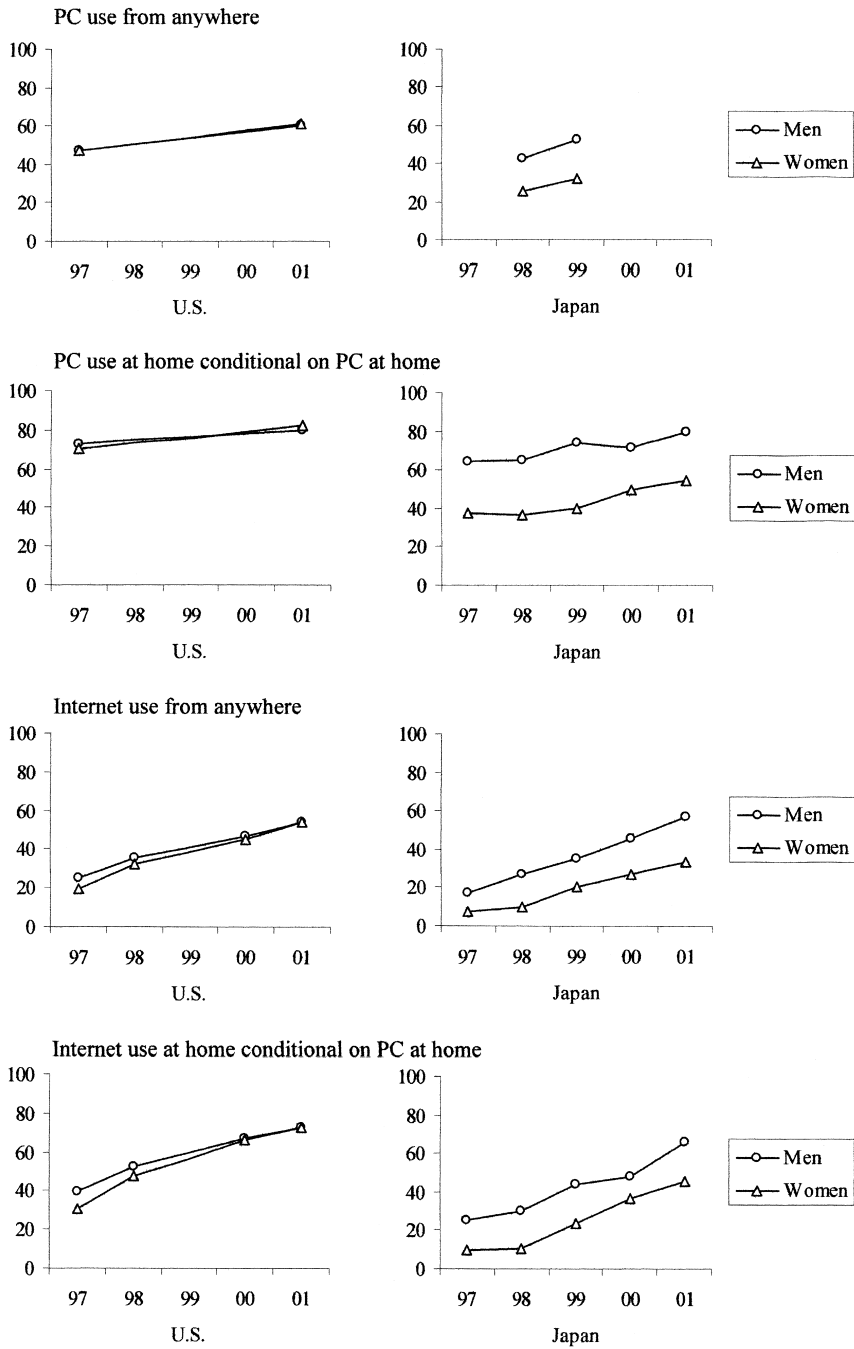 PC use from anywhere
100
80
60
40
20
0
97 98 99 00 01
U.S.
100
80
60
40
20
0
97 98 99 00 01
Japan
Men
Women
PC use at home conditional on PC at home
100
80
60
40
20
0
97 98 99 00 01
U.S.
100
80
60
40
20
0
97 98 99 00 01
Japan
Men
Women
Internet use from anywhere
100
80
60
40
20
0
97 98 99 00 01
U.S.
100
80
60
40
20
0
97 98 99 00 01
Japan
Men
Women
Internet use at home conditional on PC at home
100
80
60
40
20
0
97 98 99 00 01
U.S.
100
80
60
40
20
0
97 98 99 00 01
Japan
Men
Women